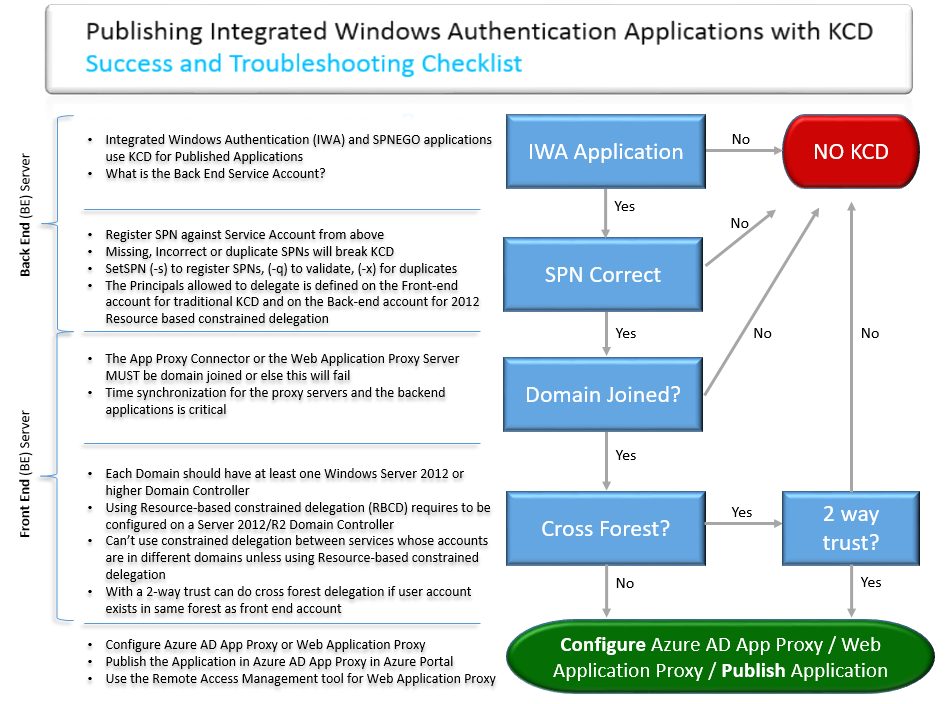 Publishing Integrated Windows Authentication Applications with KCD
Success and Troubleshooting Checklist
Back End (BE) Server
• Integrated Windows Authentication (IWA) and SPNEGO applications
use KCD for Published Applications
• What is the Back End Service Account?
• Register SPN against Service Account from above
• Missing, Incorrect or duplicate SPNs will break KCD
• SetSPN (-s) to register SPNs, (-q) to validate, (-x) for duplicates
• The Principals allowed to delegate is defined on the Front-end
account for traditional KCD and on the Back-end account for 2012
Resource based constrained delegation
Front End (BE) Server
• The App Proxy Connector or the Web Application Proxy Server
MUST be domain joined or else this will fail
• Time synchronization for the proxy servers and the backend
applications is critical
• Each Domain should have at least one Windows Server 2012 or
higher Domain Controller
• Using Resource-based constrained delegation (RBCD) requires to be
configured on a Server 2012/R2 Domain Controller
• Can't use constrained delegation between services whose accounts
are in different domains unless using Resource-based constrained
delegation
• With a 2-way trust can do cross forest delegation if user account
exists in same forest as front end account
• Configure Azure AD App Proxy or Web Application Proxy
• Publish the Application in Azure AD App Proxy in Azure Portal
• Use the Remote Access Management tool for Web Application Proxy
IWA Application
No
NO KCD
Yes
No
SPN Correct
Yes
No
No
Domain Joined?
Yes
Cross Forest?
Yes
2 way
trust?
No
Yes
Configure Azure AD App Proxy / Web
Application Proxy / Publish Application